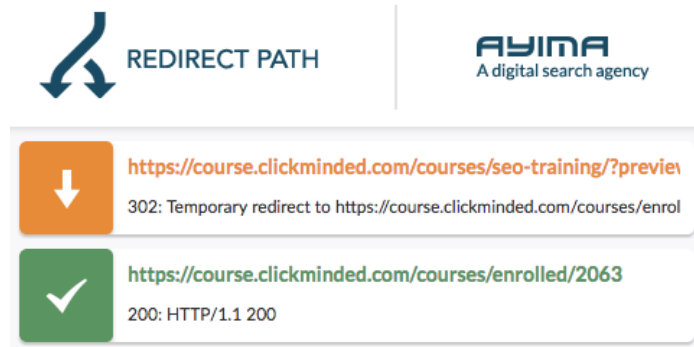 REDIRECT PATH
AYIMA
A digital search agency
https://course.clickminded.com/courses/seo-training/?preview
302: Temporary redirect to https://course.clickminded.com/courses/enrol
https://course.clickminded.com/courses/enrolled/2063
200: HTTP/1.1 200